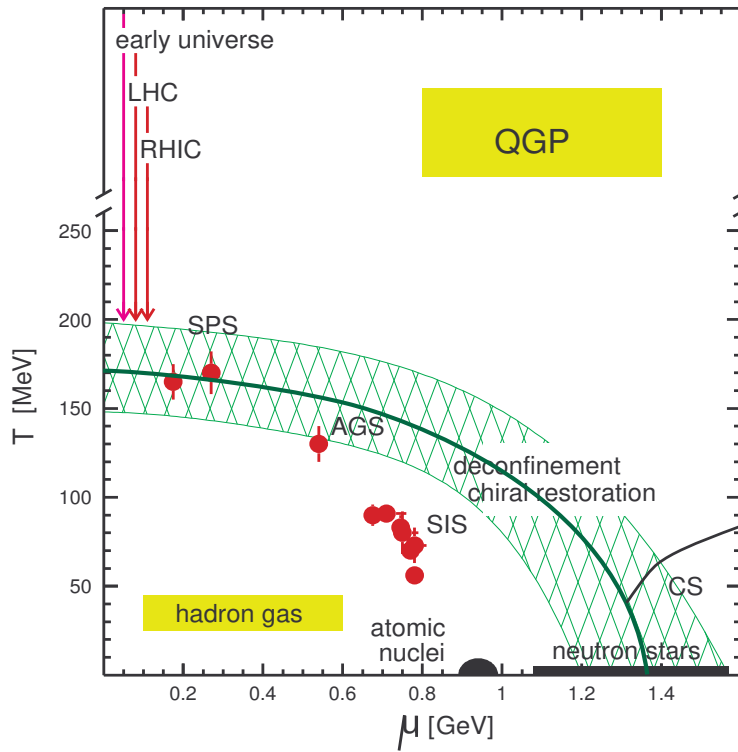 early universe
LHC
RHIC
QGP
250
200
150
100
50
T [MeV]
SPS
AGS
deconfinement
chiral restoration
SIS
CS
hadron gas
atomic
nuclei
neutron stars
0.2
0.4
0.6
0.8
1
1.2
1.4
μ [GeV]